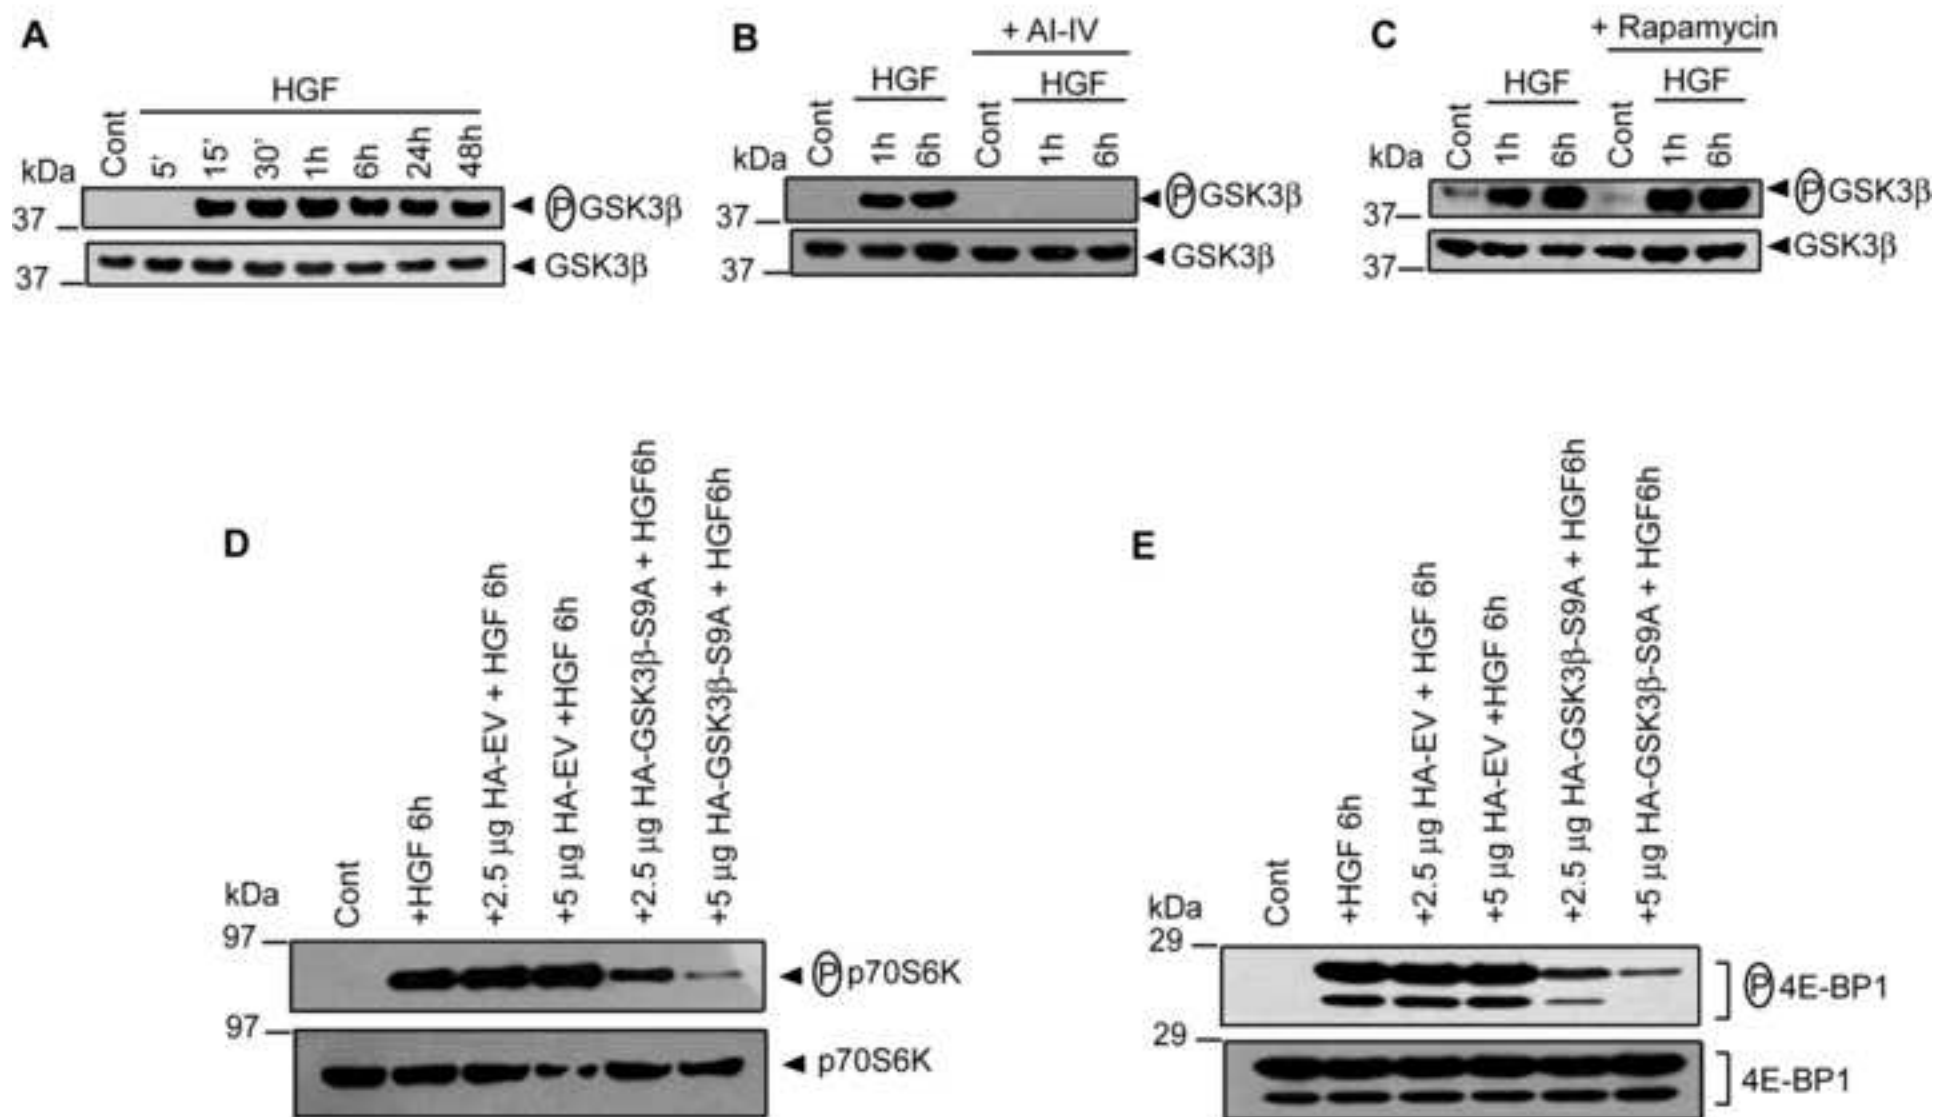 A
HGF
Cont
5'
15'
30'
1h
6h
24h
48h
kDa
37
P GSK3β
37
GSK3β
B
+ AI-IV
HGF
HGF
Cont
1h
6h
Cont
1h
6h
kDa
37
P GSK3β
37
GSK3β
C
+ Rapamycin
HGF
HGF
Cont
1h
6h
Cont
1h
6h
kDa
37
P GSK3β
37
GSK3β
D
Cont
+HGF 6h
+2.5 μg HA-EV + HGF 6h
+5 μg HA-EV +HGF 6h
+2.5 μg HA-GSK3β-S9A + HGF6h
+5 μg HA-GSK3β-S9A + HGF6h
kDa
97
P p70S6K
97
p70S6K
E
Cont
+HGF 6h
+2.5 μg HA-EV + HGF 6h
+5 μg HA-EV +HGF 6h
+2.5 μg HA-GSK3β-S9A + HGF6h
+5 μg HA-GSK3β-S9A + HGF6h
kDa
29
P 4E-BP1
29
4E-BP1